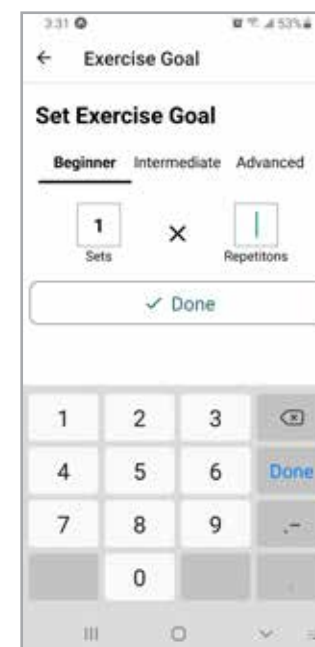 3:31 53%
← Exercise Goal
Set Exercise Goal
Beginner Intermediate Advanced
1 ×
Sets Repetitons
✓ Done
1 2 3
4 5 6 Done
7 8 9 .-
0 ,